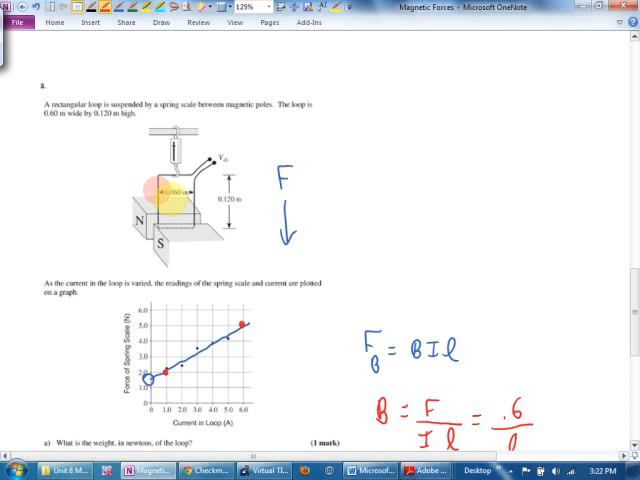 Magnetic Forces - Microsoft OneNote
File Home Insert Share Draw Review View Add-Ins
125%
8.
A rectangular loop is suspended by a spring scale between magnetic poles. The loop is
0.60 m wide by 0.120 m high.
0.060 m
0.120 m
N
S
F
As the current in the loop is varied, the readings of the spring scale and current are plotted
on a graph.
Force of Spring Scale (N)
6.0
5.0
4.0
3.0
2.0
1.0
0
0 1.0 2.0 3.0 4.0 5.0 6.0
Current in Loop (A)
F_B = B I l
B = F / I l = .6 / l
a) What is the weight, in newtons, of the loop? (1 mark)
Unit 8 M... Magneti... Checkm... Virtual TI... Microsoft... Adobe ... Desktop » 3:22 PM